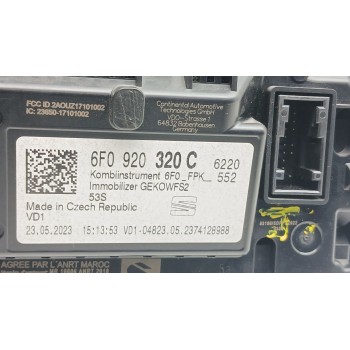 FCC ID 2AOUZ17101002
IC: 23650-17101002
Continental Automotive
Technologies GmbH
VDO-Strasse 1
64832 Babenhausen
GERMANY
6F0 920 320 C 6220
Kombiinstrument 6F0_FPK_ 552
Immobilizer GEKOWFS2
53S
Made in Czech Republic
VD1
23.05.2023 15:13:53 VD1-04823.05.2374128988
AGREE PAR L'ANRT MAROC